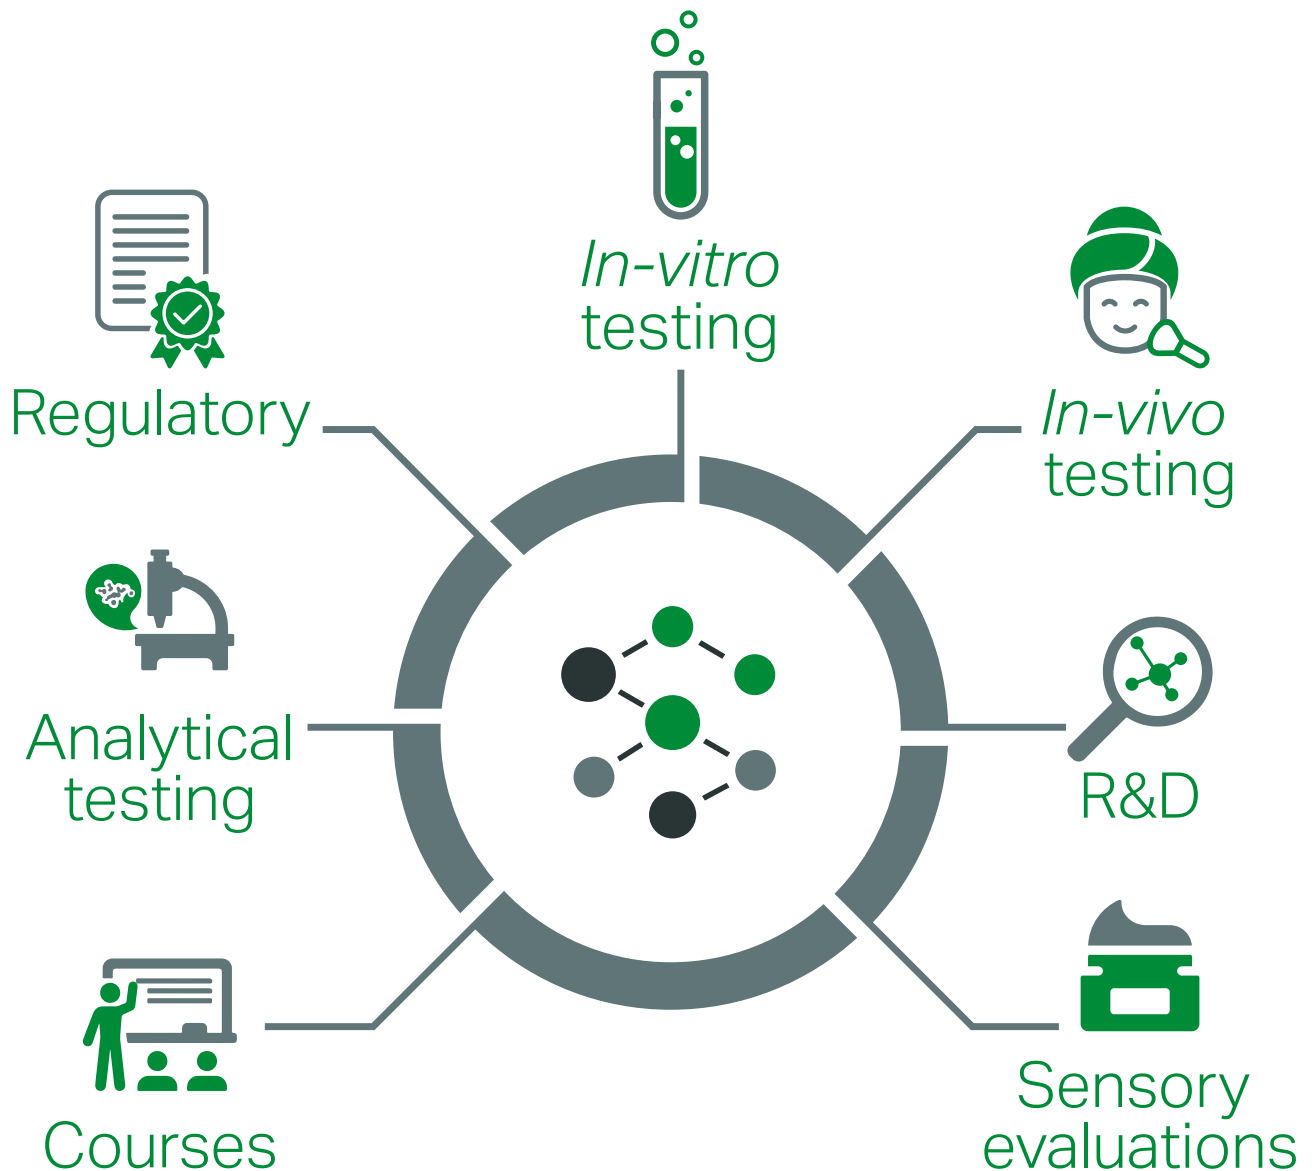 In-vitro
testing
Regulatory
In-vivo
testing
Analytical
testing
R&D
Courses
Sensory
evaluations